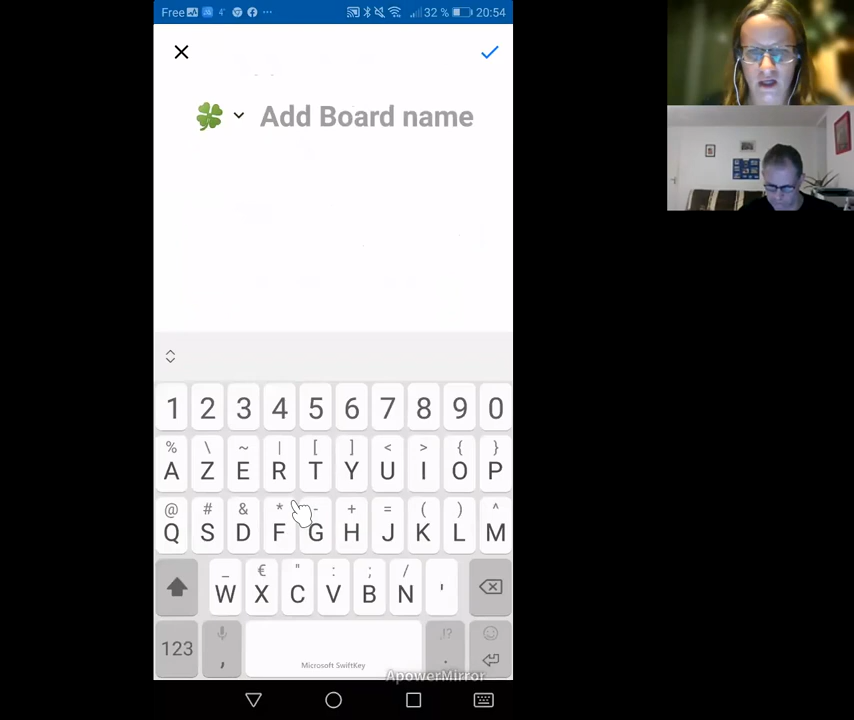 Free 4" ... 32 % 20:54
Add Board name
1 2 3 4 5 6 7 8 9 0
% \ ~ | [ ] < > { }
A Z E R T Y U I O P
@ # & * - + = ( ) ^
Q S D F G H J K L M
_ € " : ; /
W X C V B N '
123 , Microsoft SwiftKey ,!? .
ApowerMirror